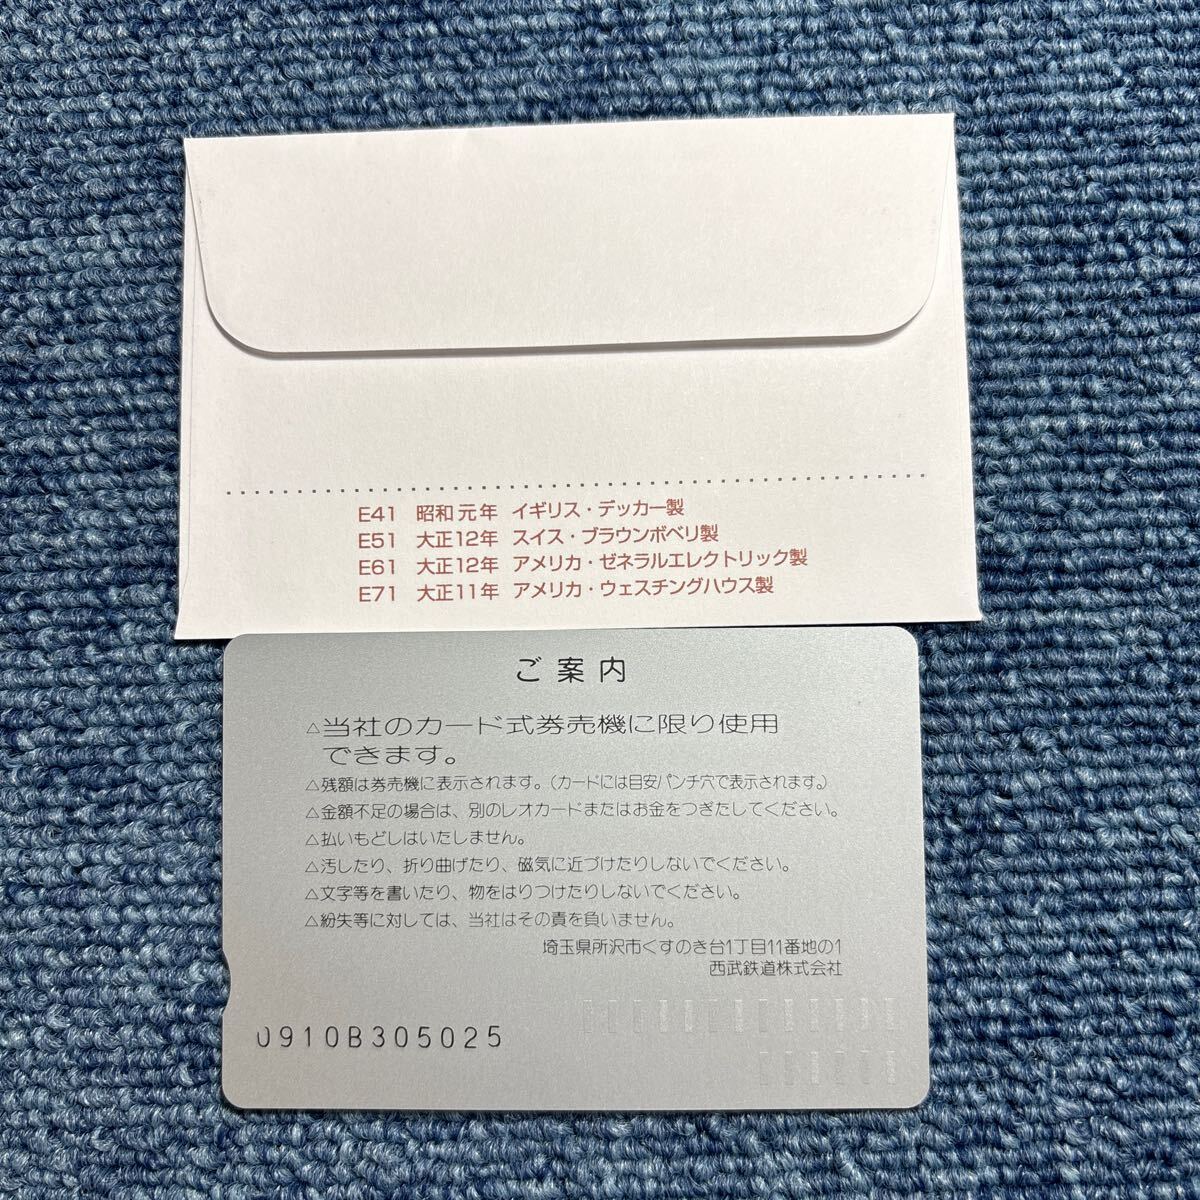 E41 昭和元年 イギリス・デッカー製
E51 大正12年 スイス・ブラウンボベリ製
E61 大正12年 アメリカ・ゼネラルエレクトリック製
E71 大正11年 アメリカ・ウェスチングハウス製
ご案内
△当社のカード式券売機に限り使用
できます。
△残額は券売機に表示されます。(カードには目安パンチ穴で表示されます。)
△金額不足の場合は、別のレオカードまたはお金をつぎたしてください。
△払いもどしはいたしません。
△汚したり、折り曲げたり、磁気に近づけたりしないでください。
△文字等を書いたり、物をはりつけたりしないでください。
△紛失等に対しては、当社はその責を負いません。
埼玉県所沢市くすのき台1丁目11番地の1
西武鉄道株式会社
0910B305025